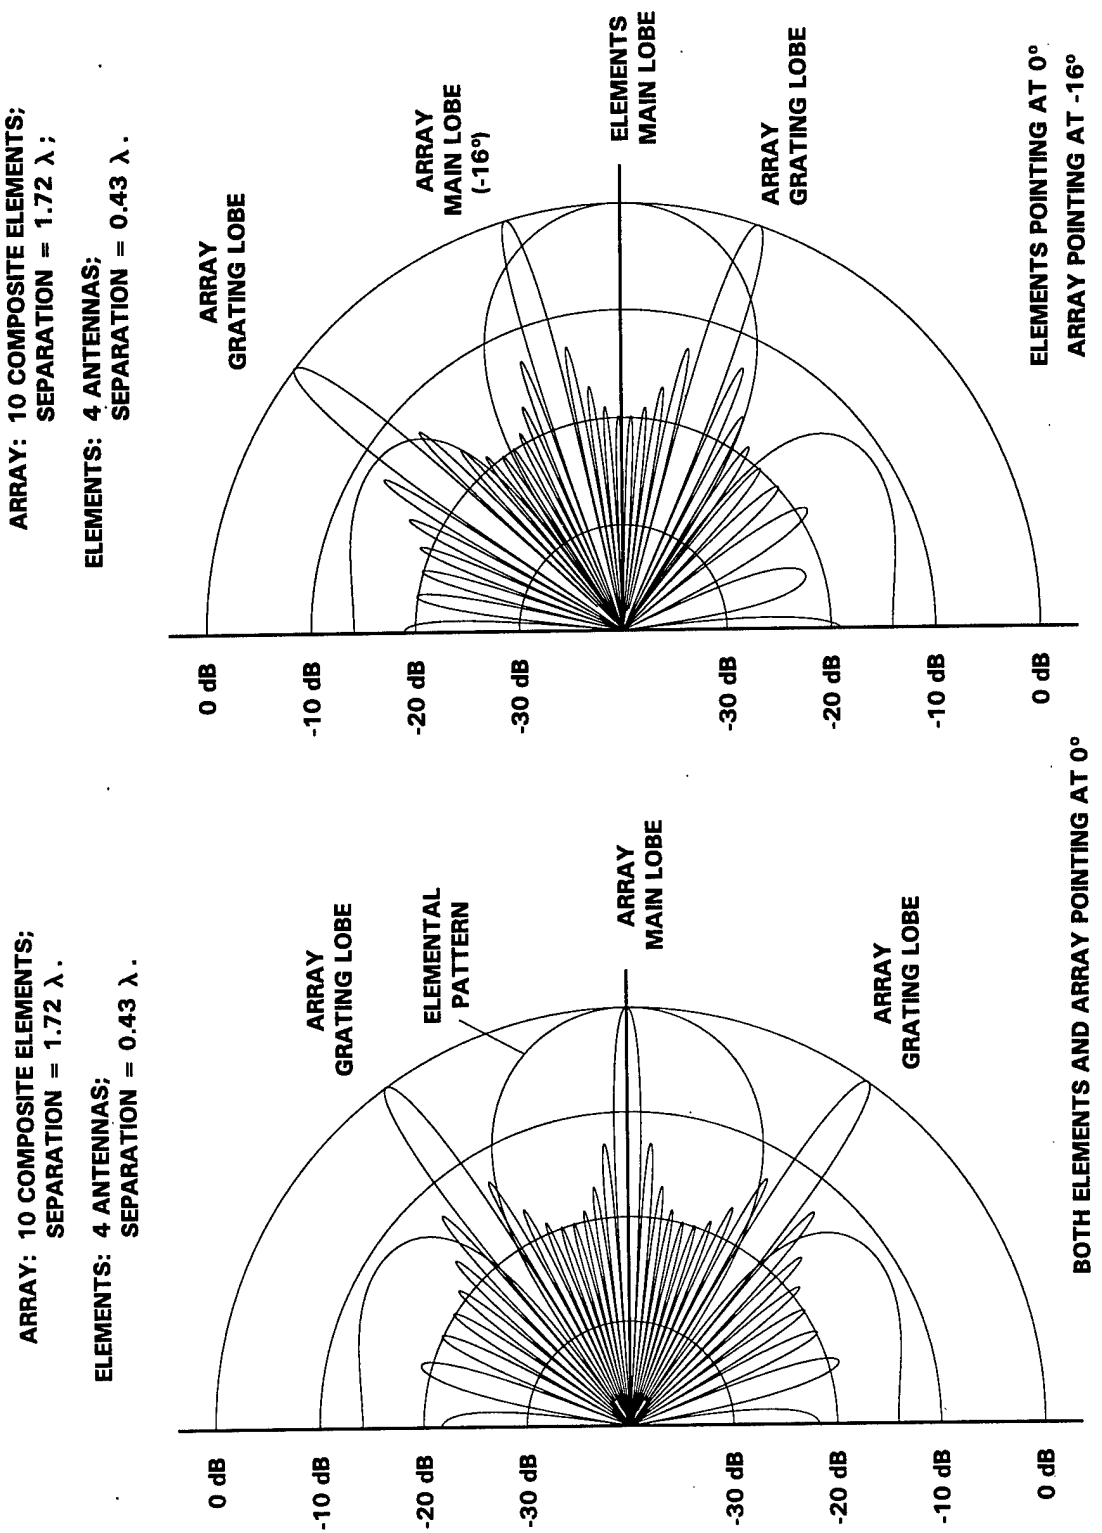 ARRAY: 10 COMPOSITE ELEMENTS;
SEPARATION = 1.72 λ.
ELEMENTS: 4 ANTENNAS;
SEPARATION = 0.43 λ.
ARRAY
GRATING LOBE
ELEMENTAL
PATTERN
ARRAY
MAIN LOBE
ARRAY
GRATING LOBE
0 dB
-10 dB
-20 dB
-30 dB
-30 dB
-20 dB
-10 dB
0 dB
BOTH ELEMENTS AND ARRAY POINTING AT 0º
ARRAY: 10 COMPOSITE ELEMENTS;
SEPARATION = 1.72 λ;
ELEMENTS: 4 ANTENNAS;
SEPARATION = 0.43 λ.
ARRAY
GRATING LOBE
ARRAY
MAIN LOBE
(-16º)
ELEMENTS
MAIN LOBE
ARRAY
GRATING LOBE
0 dB
-10 dB
-20 dB
-30 dB
-30 dB
-20 dB
-10 dB
0 dB
ELEMENTS POINTING AT 0º
ARRAY POINTING AT -16º